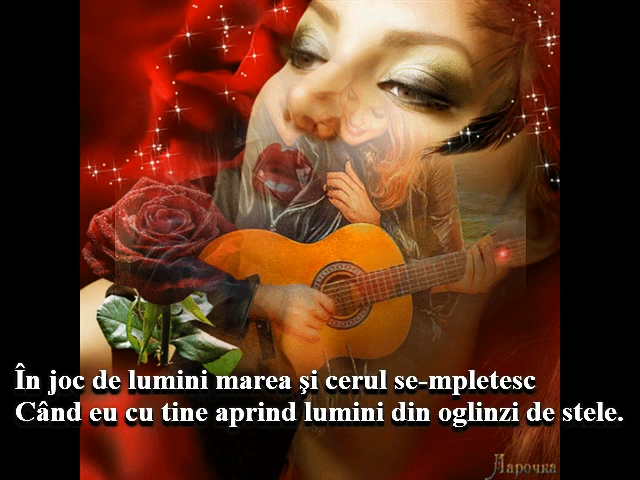 În joc de lumini marea şi cerul se-mpletesc
Când eu cu tine aprind lumini din oglinzi de stele.
Ларочка